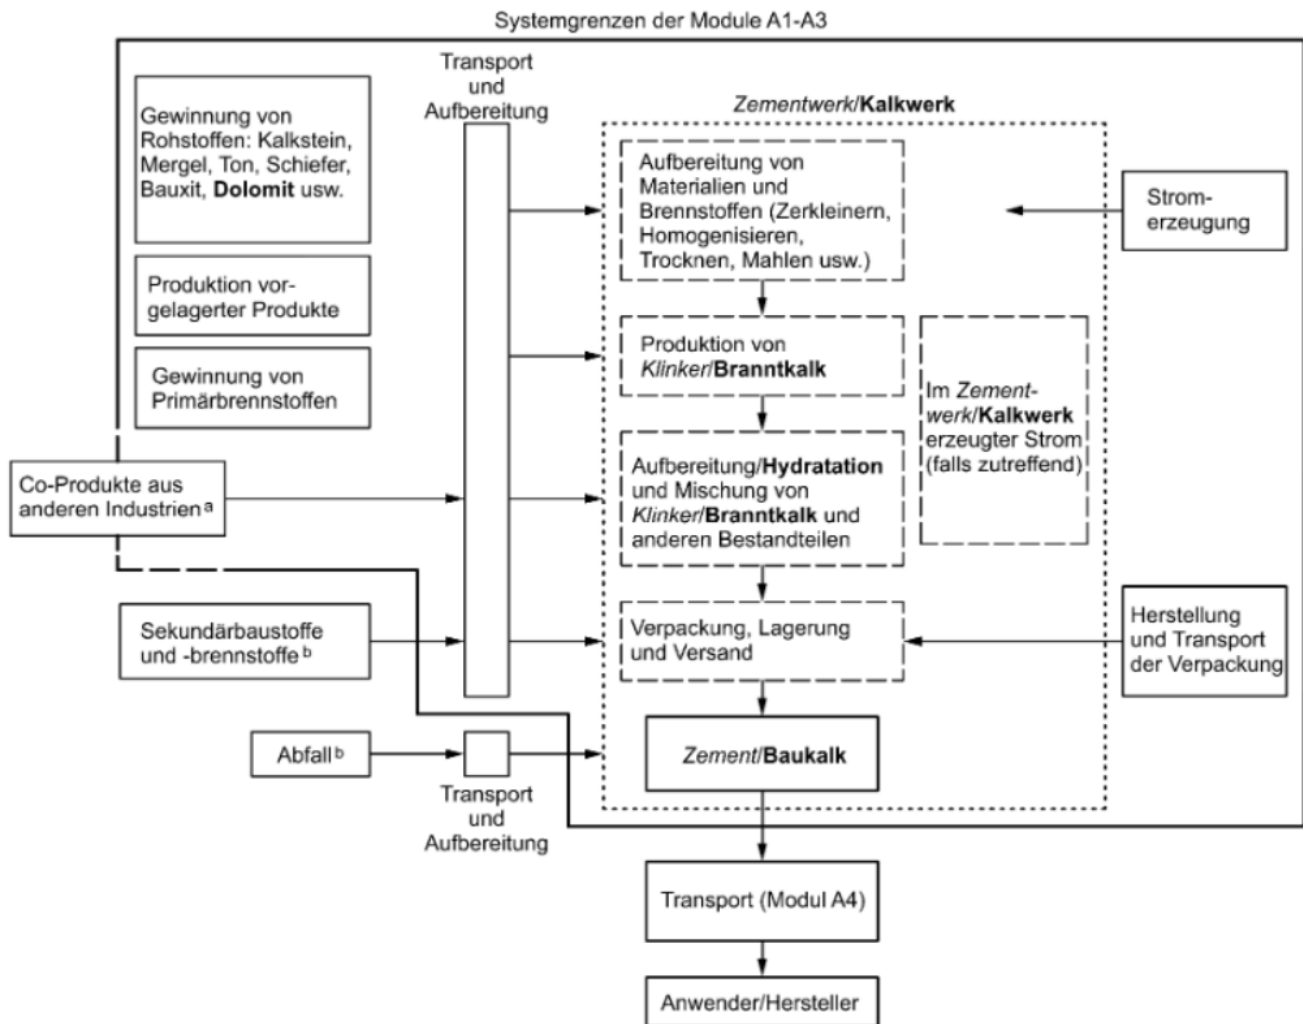 Systemgrenzen der Module A1-A3
Transport
und
Aufbereitung
Gewinnung von
Rohstoffen: Kalkstein,
Mergel, Ton, Schiefer,
Bauxit, Dolomit usw.
Produktion vor-
gelagerter Produkte
Gewinnung von
Primärbrennstoffen
Co-Produkte aus
anderen Industrien a
Sekundärbaustoffe
und -brennstoffe b
Abfall b
Transport
und
Aufbereitung
Zementwerk/Kalkwerk
Aufbereitung von
Materialien und
Brennstoffen (Zerkleinern,
Homogenisieren,
Trocknen, Mahlen usw.)
Produktion von
Klinker/Branntkalk
Aufbereitung/Hydratation
und Mischung von
Klinker/Branntkalk und
anderen Bestandteilen
Verpackung, Lagerung
und Versand
Zement/Baukalk
Im Zement-
werk/Kalkwerk
erzeugter Strom
(falls zutreffend)
Strom-
erzeugung
Herstellung
und Transport
der Verpackung
Transport (Modul A4)
Anwender/Hersteller